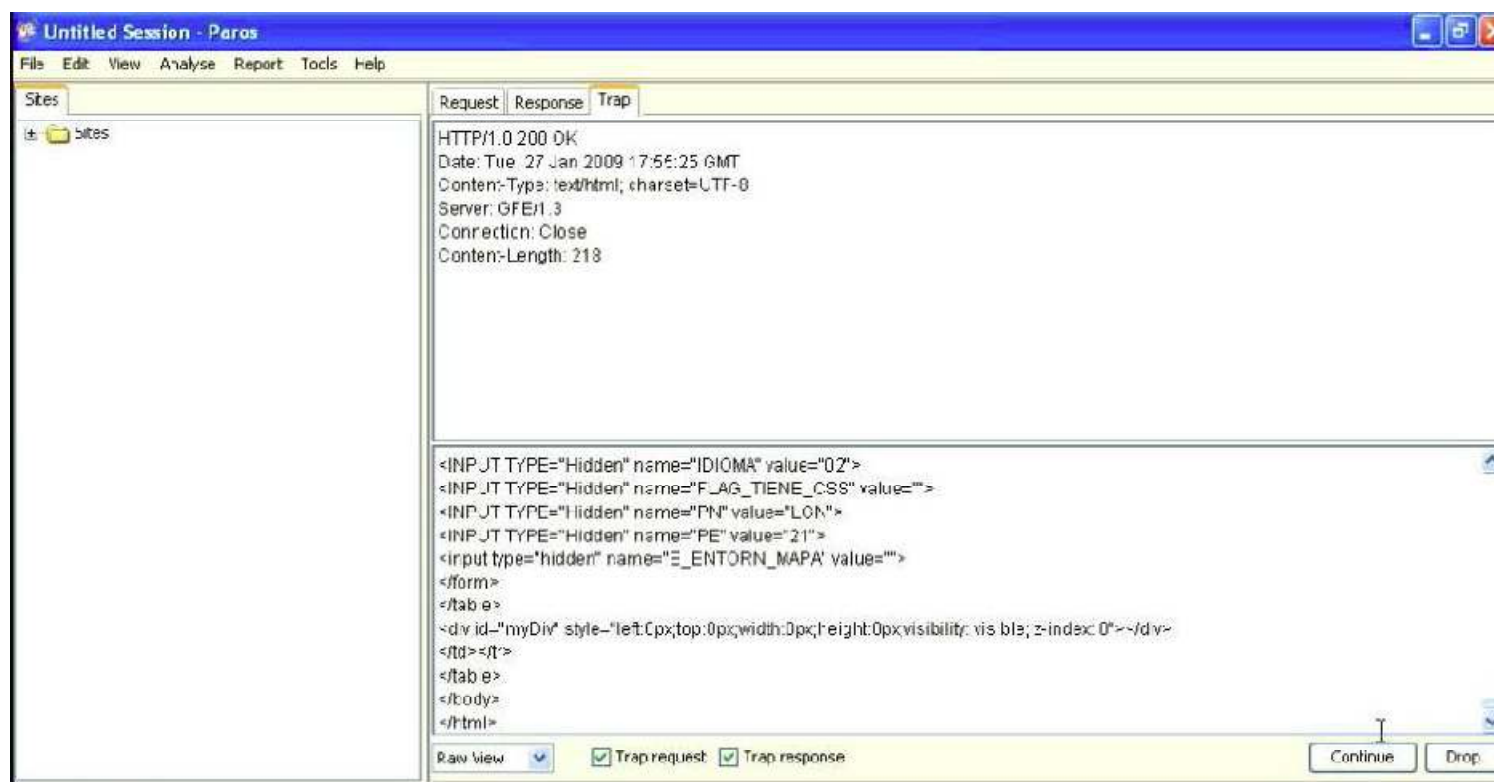 Untitled Session - Paros
File Edit View Analyse Report Tools Help
Sites
Sites
Request Response Trap
HTTP/1.0 200 OK
Date: Tue, 27 Jan 2009 17:55:25 GMT
Content-Type: text/html; charset=UTF-8
Server: GFE/1.3
Connection: Close
Content-Length: 218
<INPUT TYPE="Hidden" name="IDIOMA" value="02">
<INPUT TYPE="Hidden" name="FLAG_TIENE_CSS" value="">
<INPUT TYPE="Hidden" name="PN" value="LGN">
<INPUT TYPE="Hidden" name="PE" value="21">
<input type="hidden" name="E_ENTORN_MAPA" value="">
</form>
</table>
<div id="myDiv" style="left:0px;top:0px;width:0px;height:0px;visibility: visible; z-index: 0"></div>
</td></tr>
</table>
</body>
</html>
Raw View Trap request Trap response Continue Drop